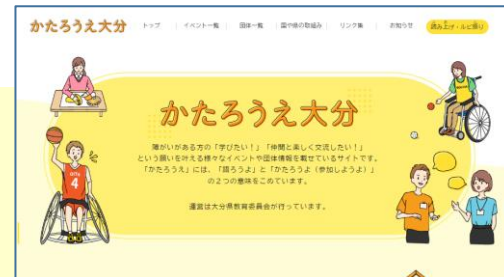 かたろうえ大分
トップ
イベント一覧
団体一覧
国や県の取組み
リンク集
お知らせ
読み上げ・ルビ振り
かたろうえ大分
障がいがある方の「学びたい！」「仲間と楽しく交流したい！」
という願いを叶える様々なイベントや団体情報を載せているサイトです。
「かたろうえ」には、「語ろうよ」と「かたろうよ（参加しようよ）」
の２つの意味をこめています。
運営は大分県教育委員会が行っています。
4